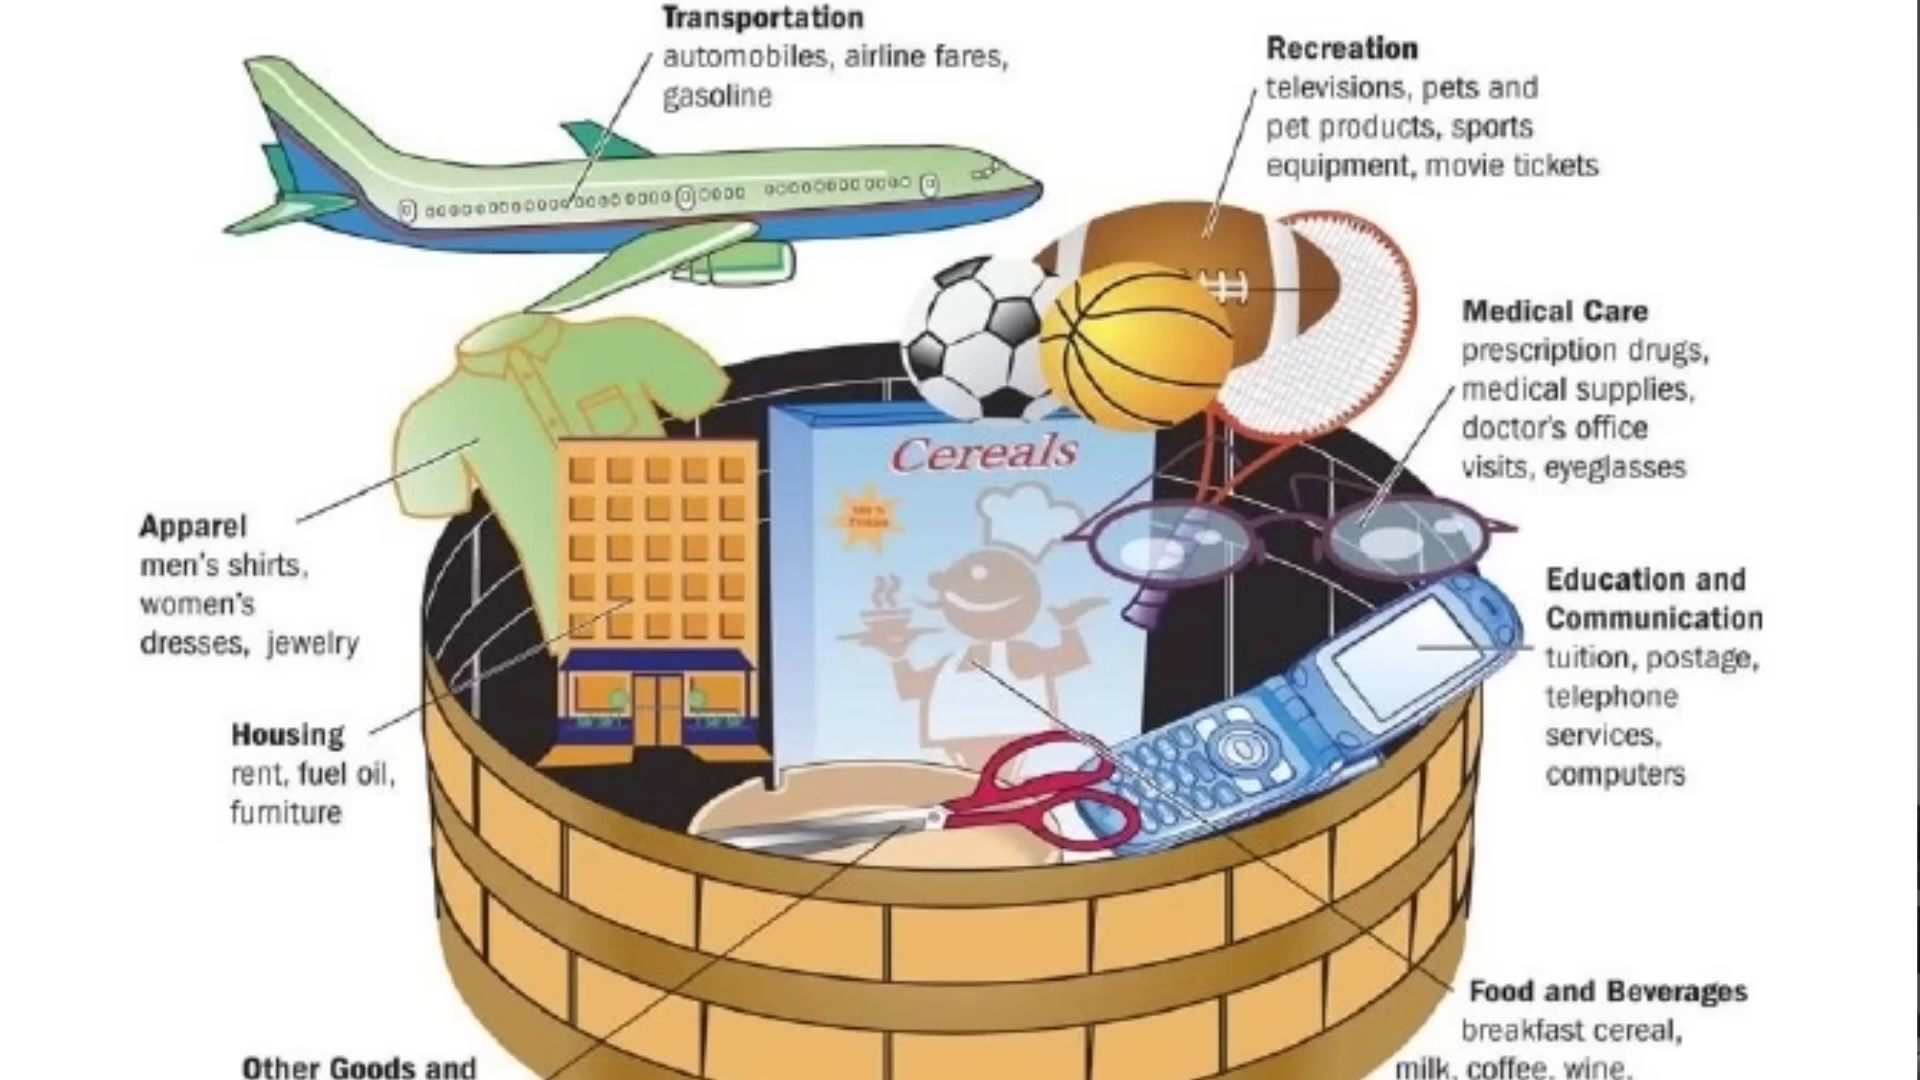 Transportation
automobiles, airline fares,
gasoline
Recreation
televisions, pets and
pet products, sports
equipment, movie tickets
Medical Care
prescription drugs,
medical supplies,
doctor's office
visits, eyeglasses
Cereals
Apparel
men's shirts,
women's
dresses, jewelry
Education and
Communication
tuition, postage,
telephone
services,
computers
Housing
rent, fuel oil,
furniture
Food and Beverages
breakfast cereal,
milk, coffee, wine,
Other Goods and